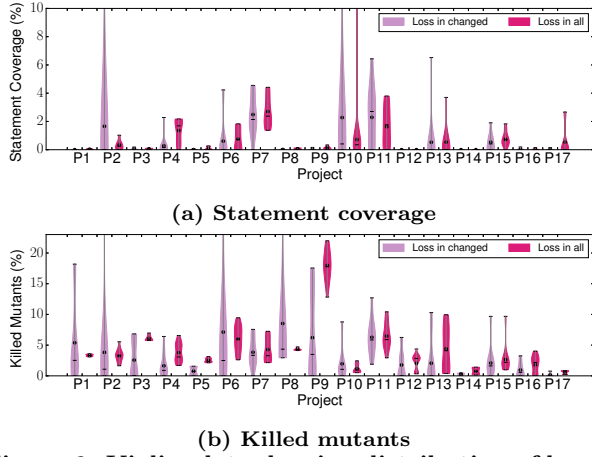 10
8
6
4
2
0
Statement Coverage (%)
Loss in changed
Loss in all
P1 P2 P3 P4 P5 P6 P7 P8 P9 P10 P11 P12 P13 P14 P15 P16 P17
Project
(a) Statement coverage
20
15
10
5
0
Killed Mutants (%)
Loss in changed
Loss in all
P1 P2 P3 P4 P5 P6 P7 P8 P9 P10 P11 P12 P13 P14 P15 P16 P17
Project
(b) Killed mutants